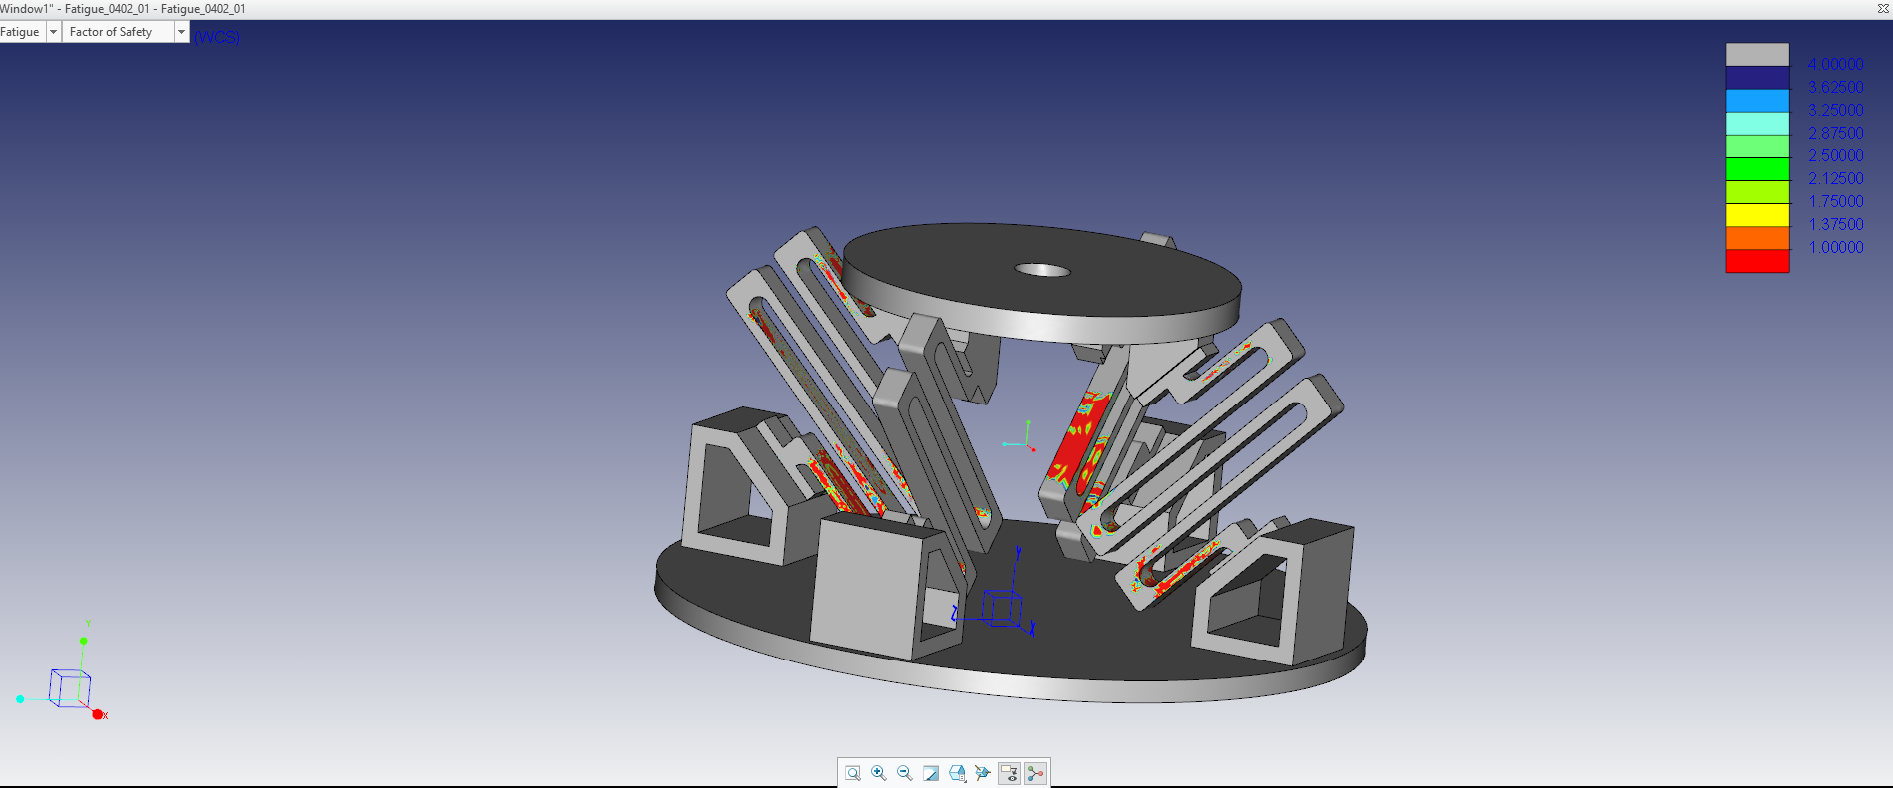 Window1" - Fatigue_0402_01 - Fatigue_0402_01
Fatigue
Factor of Safety
(WCS)
4.00000
3.62500
3.25000
2.87500
2.50000
2.12500
1.75000
1.37500
1.00000
Y
X